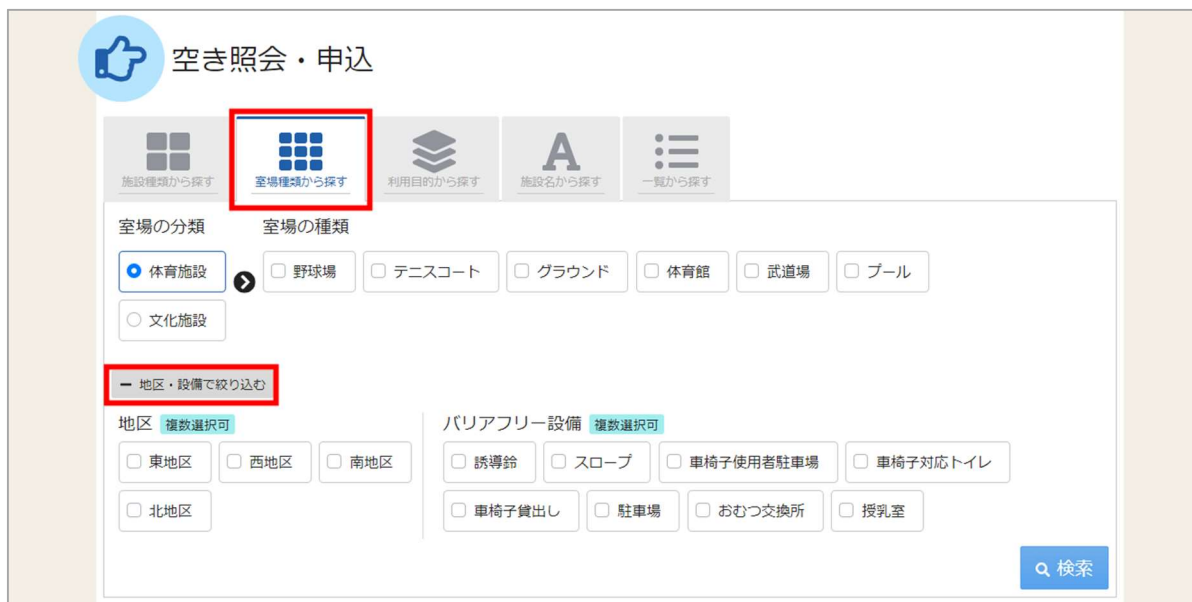 空き照会・申込
施設種類から探す 室場種類から探す 利用目的から探す 施設名から探す 一覧から探す
室場の分類 室場の種類
体育施設 野球場 テニスコート グラウンド 体育館 武道場 プール
文化施設
地区・設備で絞り込む
地区 複数選択可 バリアフリー設備 複数選択可
東地区 西地区 南地区 誘導鈴 スロープ 車椅子使用者駐車場 車椅子対応トイレ
北地区 車椅子貸出し 駐車場 おむつ交換所 授乳室
検索